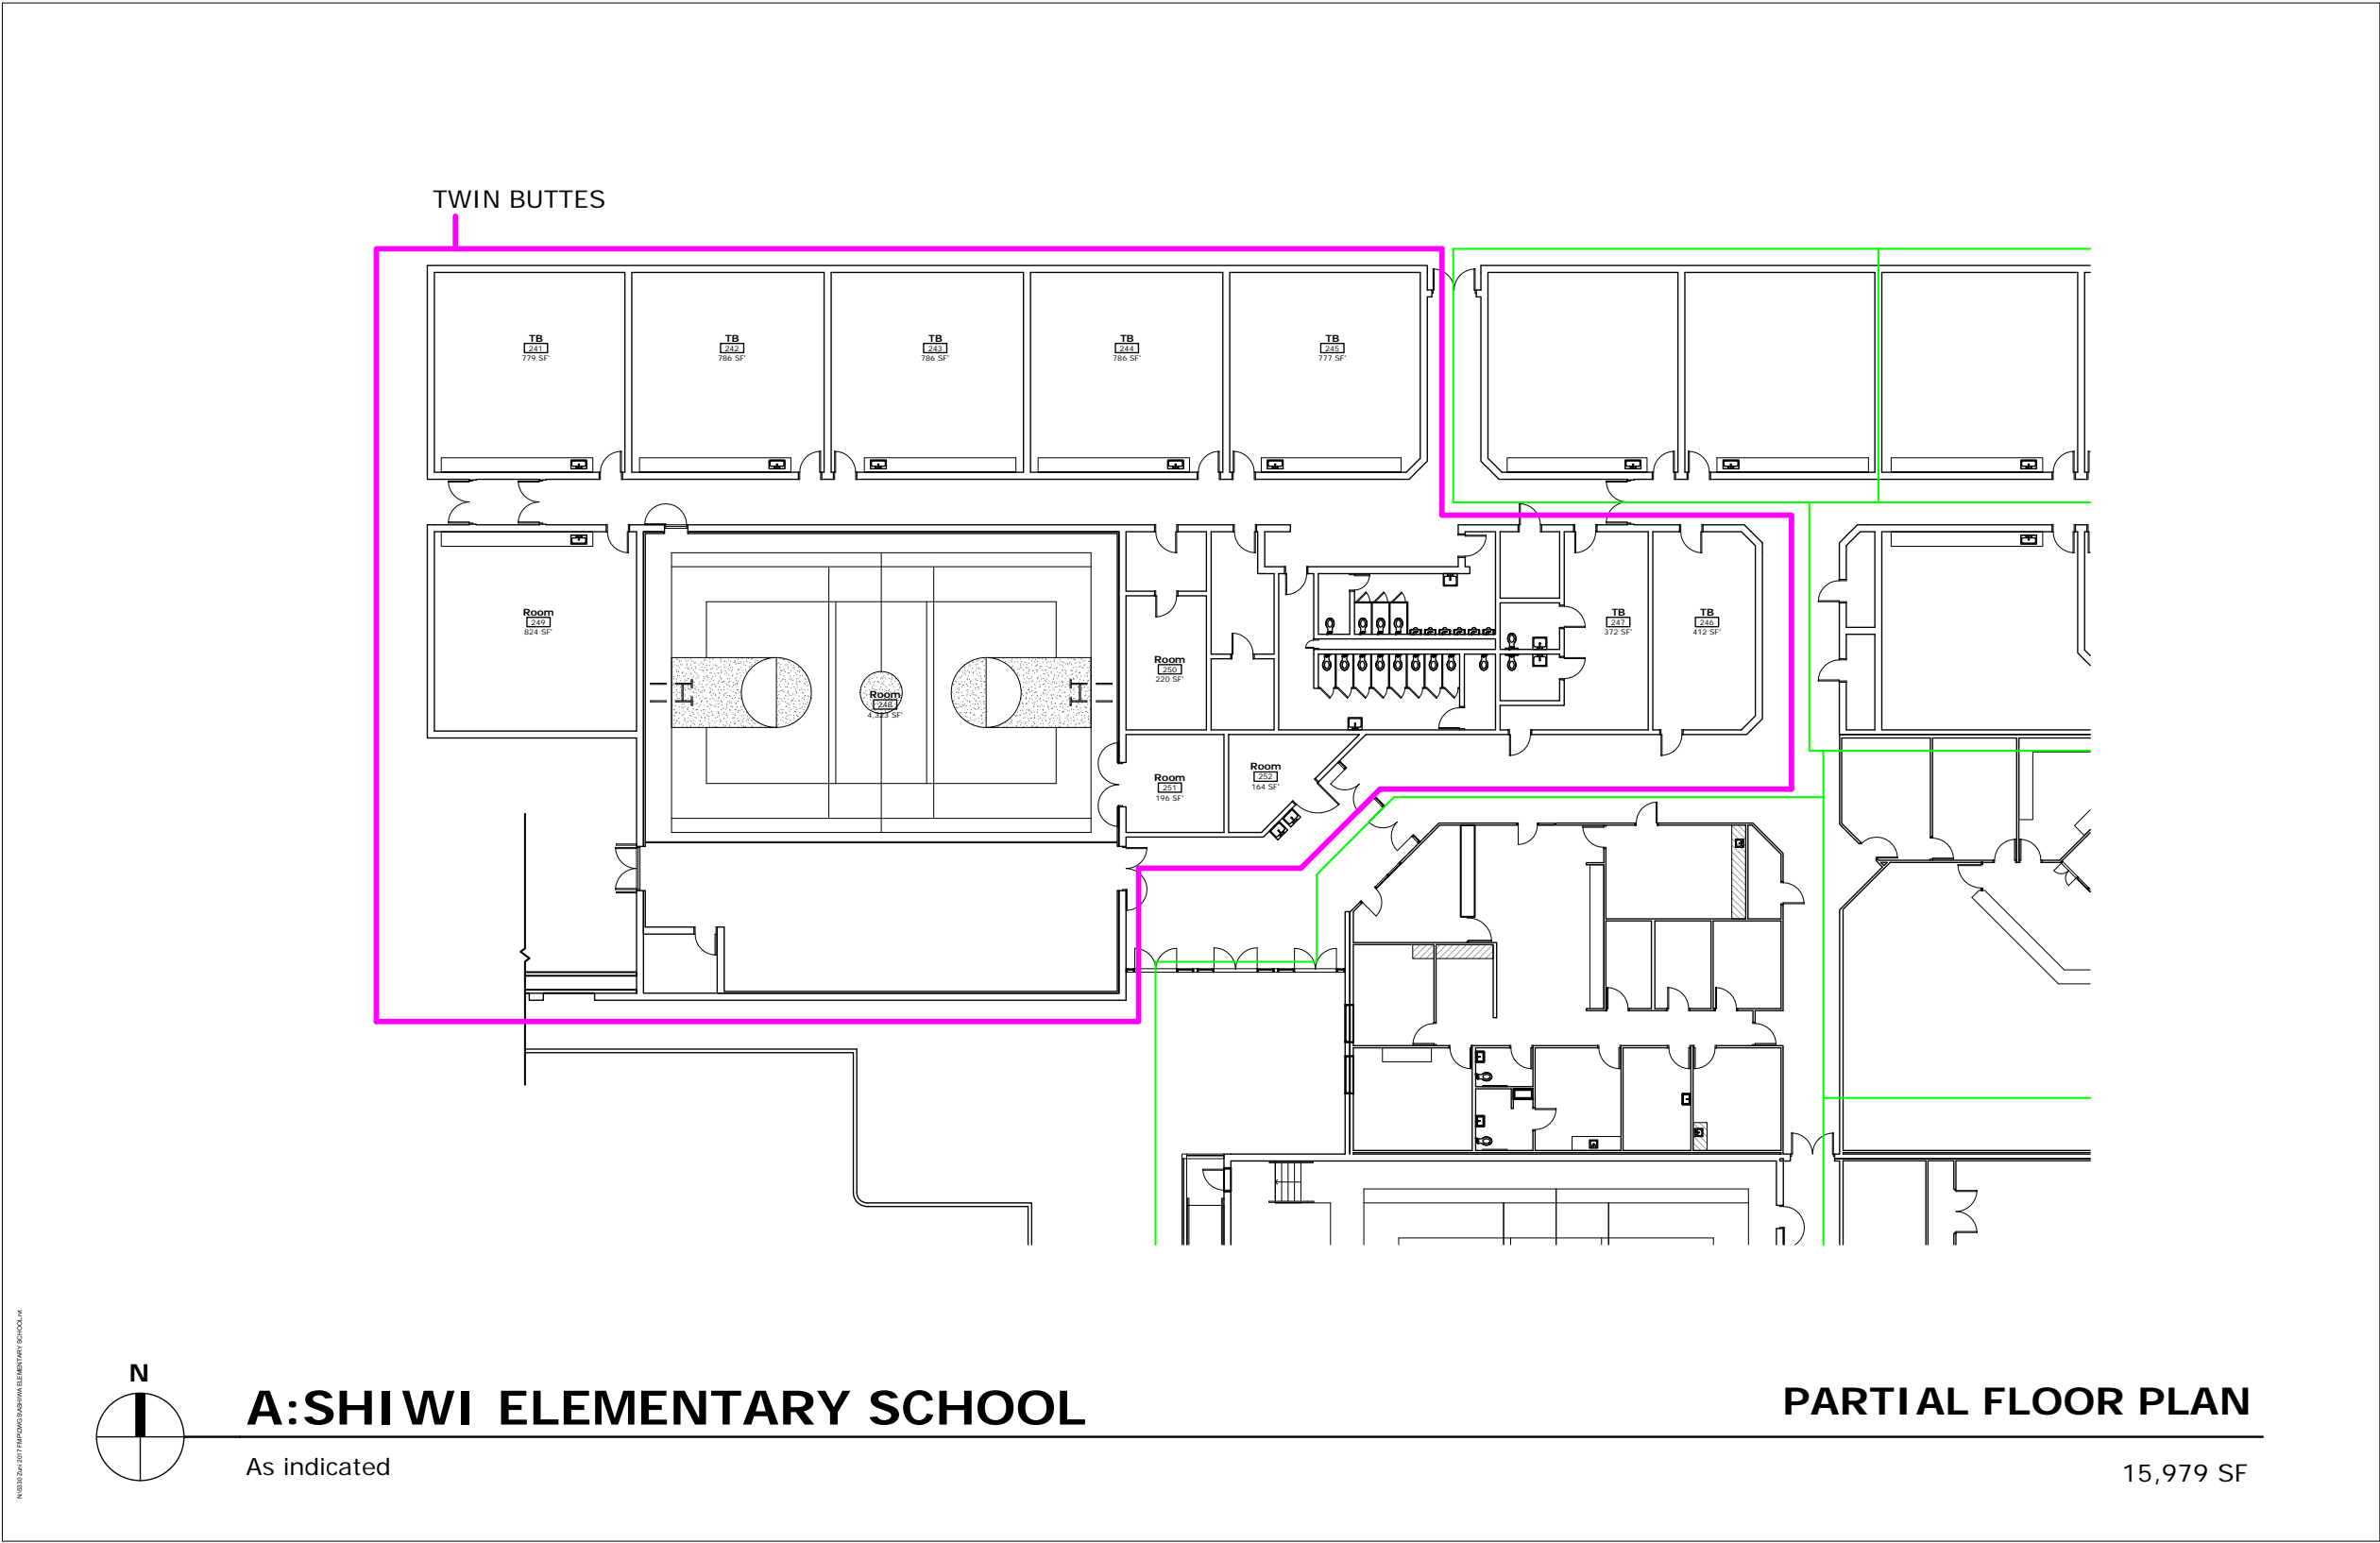 TWIN BUTTES
TB
241
779 SF'
TB
242
786 SF'
TB
243
786 SF'
TB
244
786 SF'
TB
245
777 SF'
Room
249
824 SF'
Room
248
4,323 SF'
Room
250
220 SF'
TB
247
372 SF'
TB
246
412 SF'
Room
251
196 SF'
Room
252
164 SF'
N
A:SHIWI ELEMENTARY SCHOOL
As indicated
PARTIAL FLOOR PLAN
15,979 SF